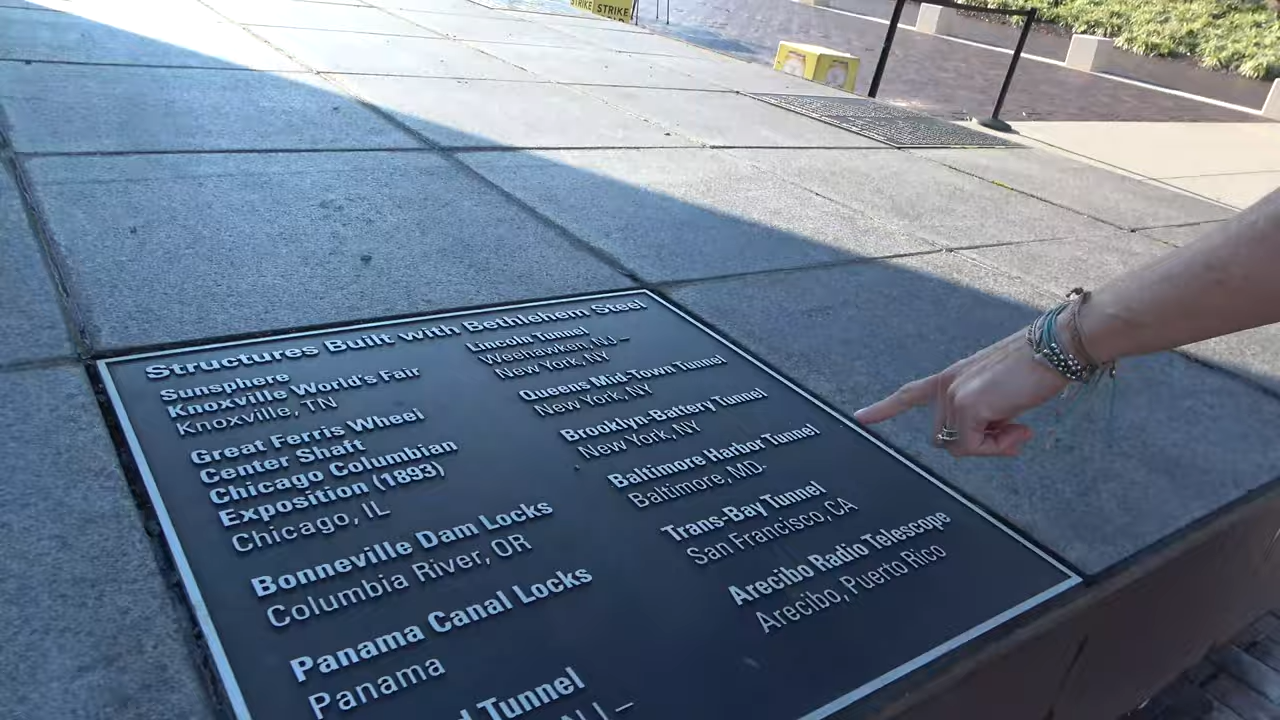 STRIKE STRIKE
Structures Built with Bethlehem Steel
Sunsphere
Knoxville World's Fair
Knoxville, TN
Great Ferris Wheel
Center Shaft
Chicago Columbian
Exposition (1893)
Chicago, IL
Bonneville Dam Locks
Columbia River, OR
Panama Canal Locks
Panama
Tunnel
NJ –
Lincoln Tunnel
Weehawken, NJ –
New York, NY
Queens Mid-Town Tunnel
New York, NY
Brooklyn-Battery Tunnel
New York, NY
Baltimore Harbor Tunnel
Baltimore, MD.
Trans-Bay Tunnel
San Francisco, CA
Arecibo Radio Telescope
Arecibo, Puerto Rico